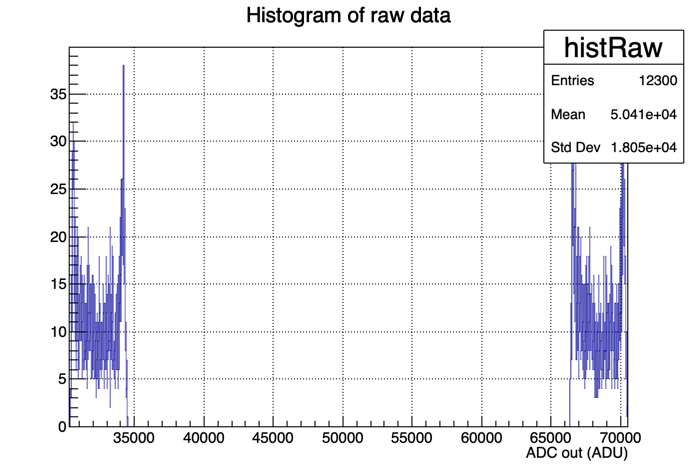 Histogram of raw data
histRaw
Entries 12300
Mean 5.041e+04
Std Dev 1.805e+04
35
30
25
20
15
10
5
0
35000 40000 45000 50000 55000 60000 65000 70000
ADC out (ADU)